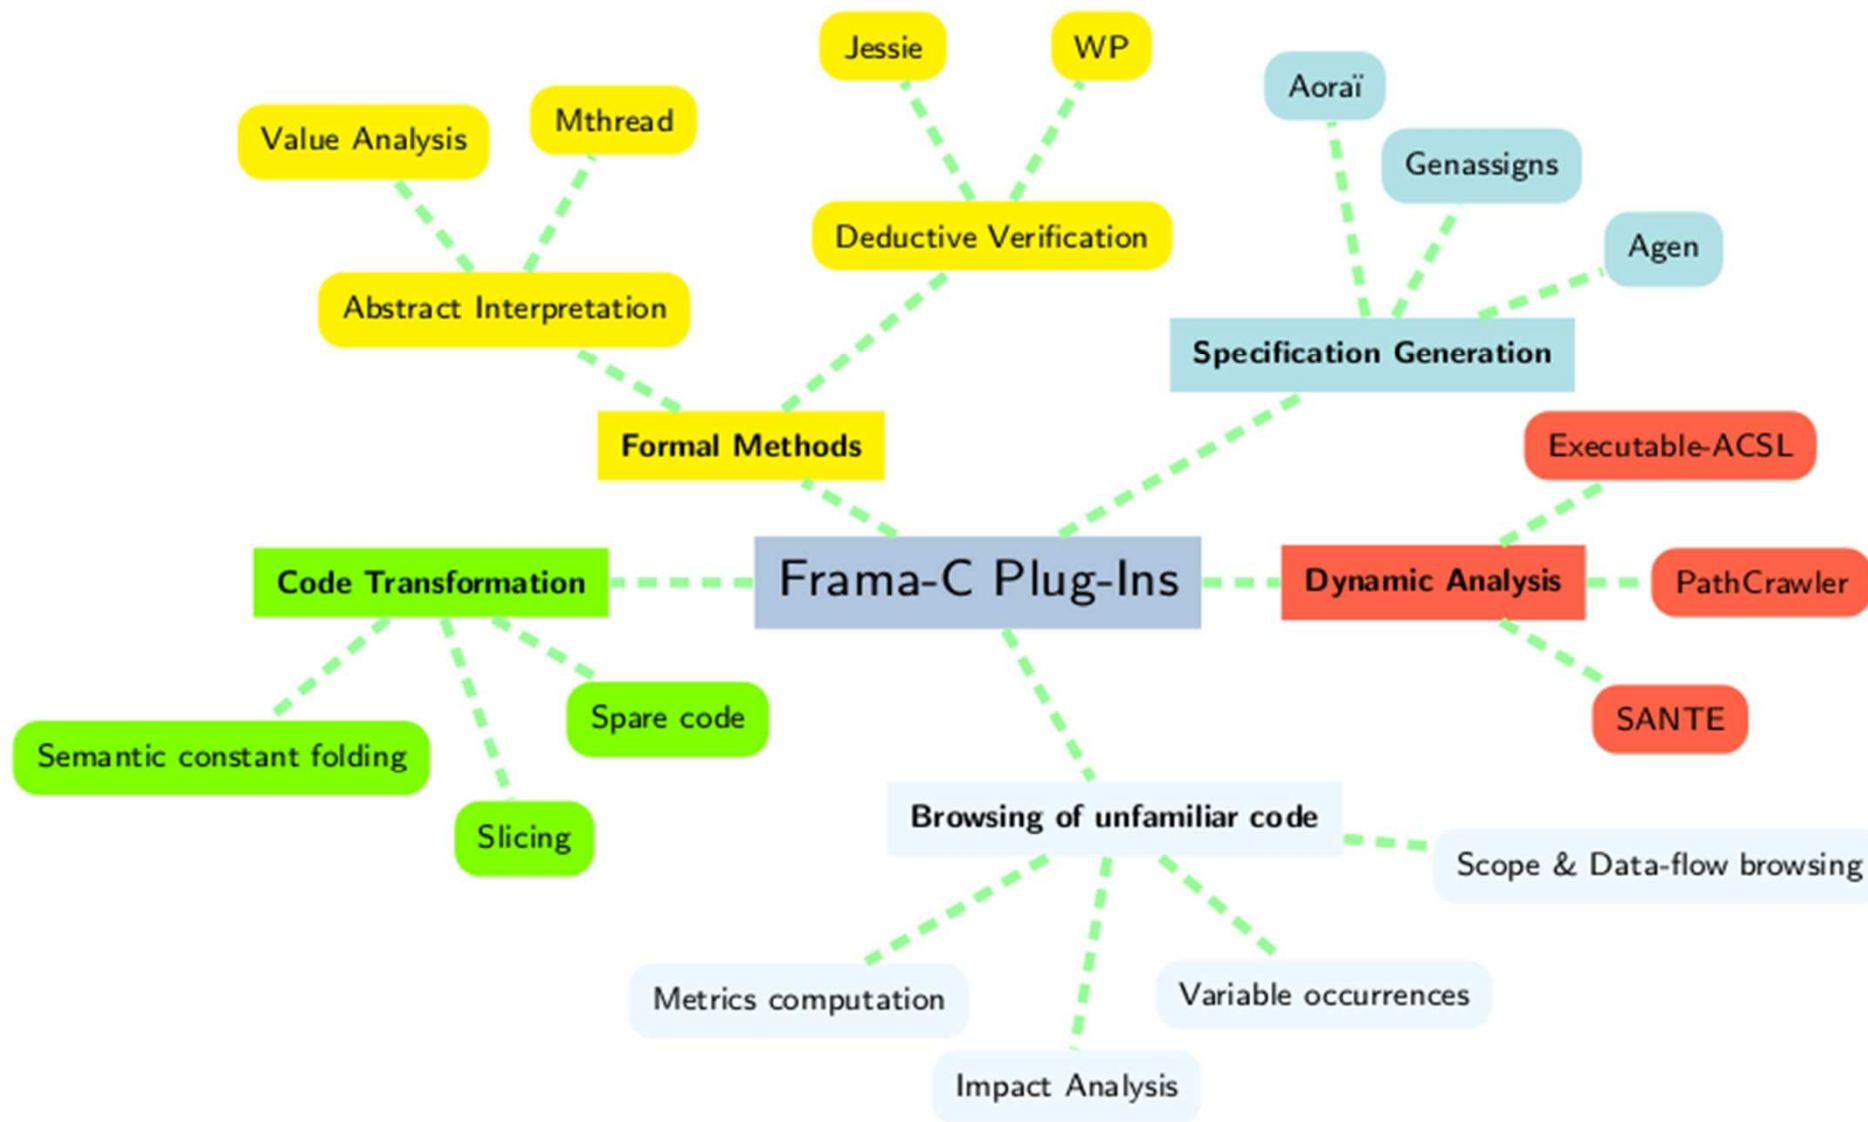 Jessie
WP
Aoraï
Mthread
Value Analysis
Genassigns
Deductive Verification
Agen
Abstract Interpretation
Specification Generation
Formal Methods
Executable-ACSL
Code Transformation
Frama-C Plug-Ins
Dynamic Analysis
PathCrawler
Spare code
SANTE
Semantic constant folding
Slicing
Browsing of unfamiliar code
Scope & Data-flow browsing
Metrics computation
Variable occurrences
Impact Analysis